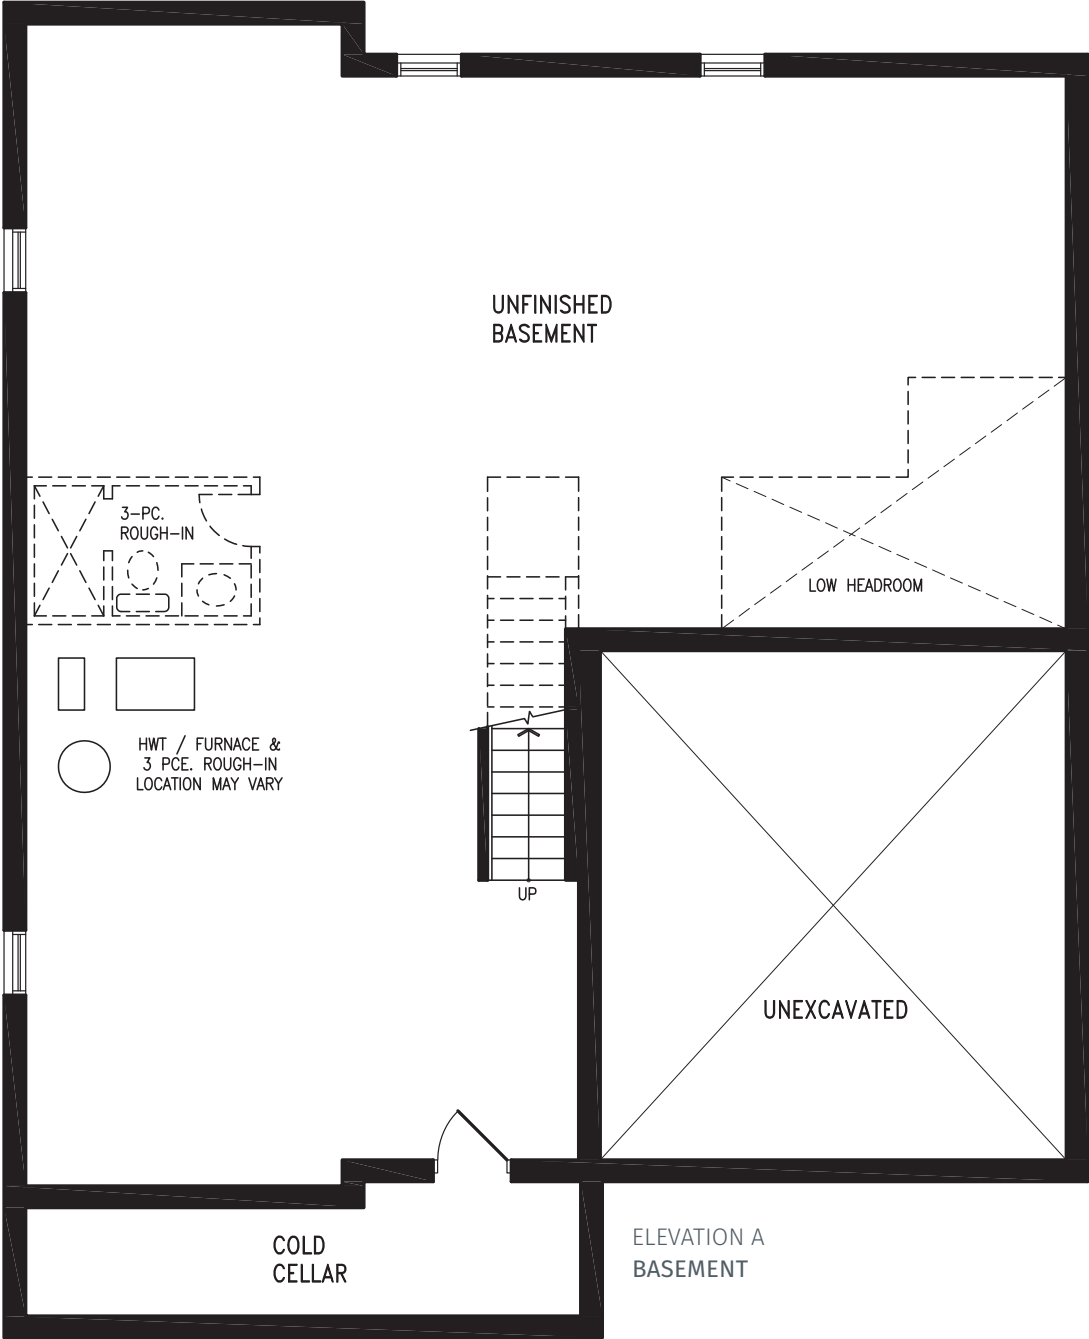 UNFINISHED
BASEMENT
3-PC.
ROUGH-IN
LOW HEADROOM
HWT / FURNACE &
3 PCE. ROUGH-IN
LOCATION MAY VARY
UP
UNEXCAVATED
COLD
CELLAR
ELEVATION A
BASEMENT